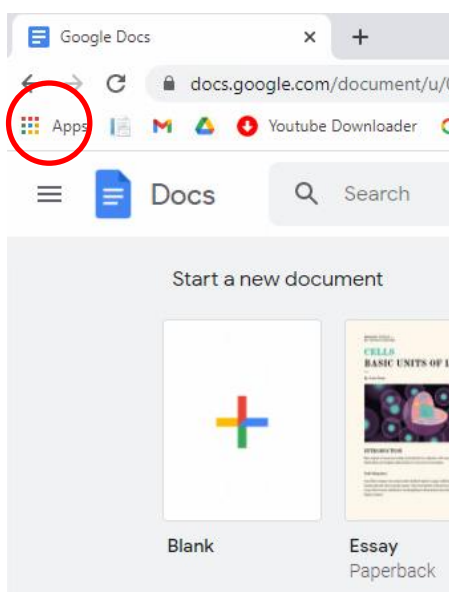 Google Docs
docs.google.com/document/u/
Apps Youtube Downloader
Docs Search
Start a new document
CELLS
BASIC UNITS OF
INTRODUCTION
Blank Essay
Paperback